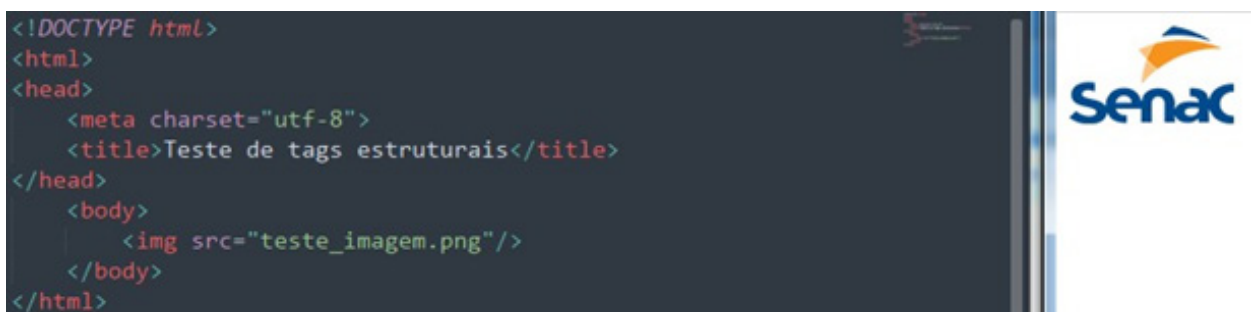 <!DOCTYPE html>
<html>
<head>
    <meta charset="utf-8">
    <title>Teste de tags estruturais</title>
</head>
    <body>
        <img src="teste_imagem.png"/>
    </body>
</html>
Senac